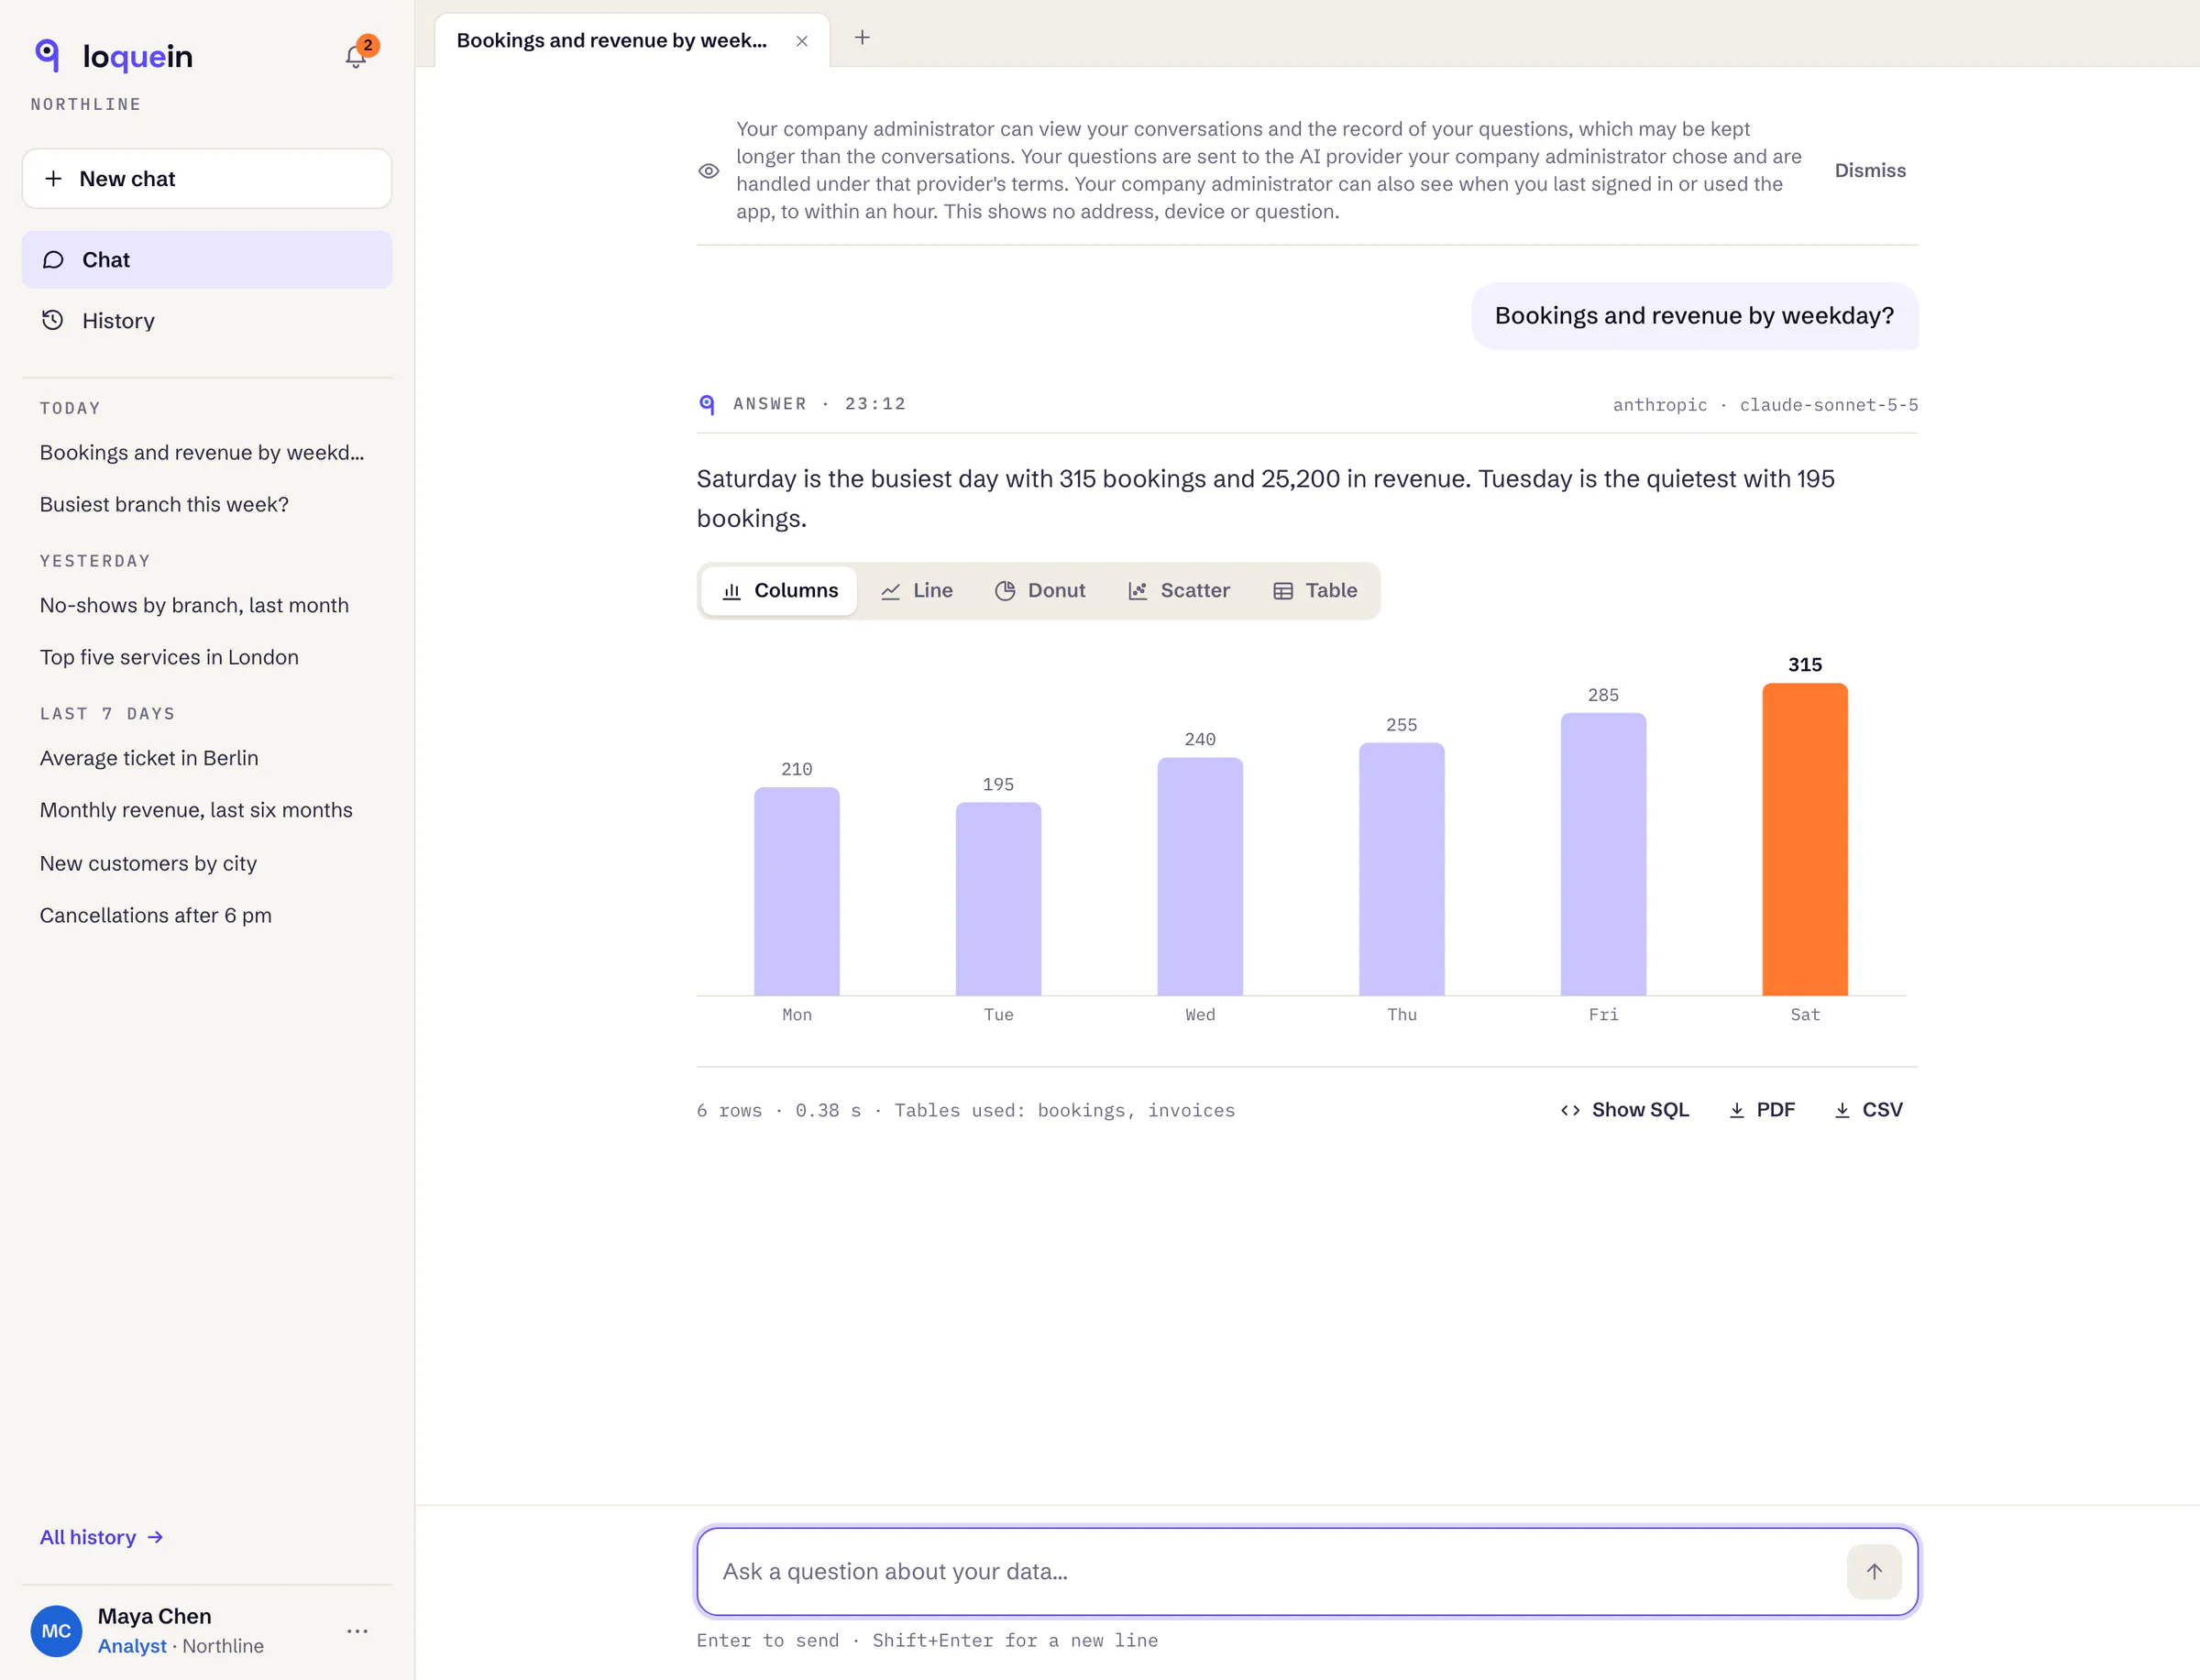 loquein
2
NORTHLINE
New chat
Chat
History
TODAY
Bookings and revenue by weekd...
Busiest branch this week?
YESTERDAY
No-shows by branch, last month
Top five services in London
LAST 7 DAYS
Average ticket in Berlin
Monthly revenue, last six months
New customers by city
Cancellations after 6 pm
All history →
MC
Maya Chen
Analyst · Northline
Bookings and revenue by week...
Your company administrator can view your conversations and the record of your questions, which may be kept
longer than the conversations. Your questions are sent to the AI provider your company administrator chose and are
handled under that provider's terms. Your company administrator can also see when you last signed in or used the
app, to within an hour. This shows no address, device or question.
Dismiss
Bookings and revenue by weekday?
ANSWER · 23:12
anthropic · claude-sonnet-5-5
Saturday is the busiest day with 315 bookings and 25,200 in revenue. Tuesday is the quietest with 195
bookings.
Columns
Line
Donut
Scatter
Table
210
195
240
255
285
315
Mon
Tue
Wed
Thu
Fri
Sat
6 rows · 0.38 s · Tables used: bookings, invoices
Show SQL
PDF
CSV
Ask a question about your data...
Enter to send · Shift+Enter for a new line